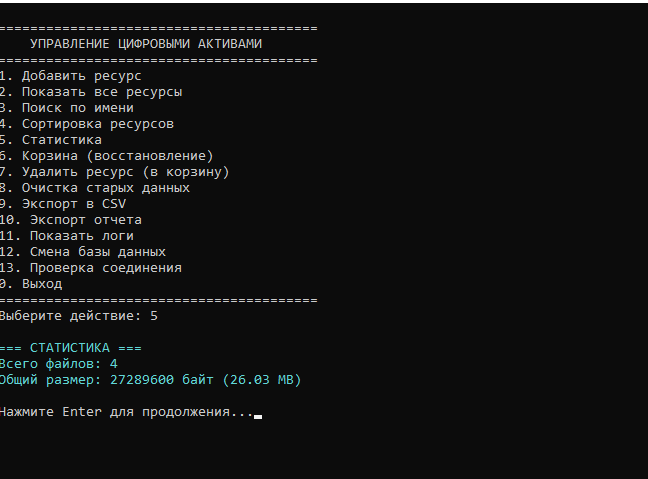 ========================================
УПРАВЛЕНИЕ ЦИФРОВЫМИ АКТИВАМИ
========================================
1. Добавить ресурс
2. Показать все ресурсы
3. Поиск по имени
4. Сортировка ресурсов
5. Статистика
6. Корзина (восстановление)
7. Удалить ресурс (в корзину)
8. Очистка старых данных
9. Экспорт в CSV
10. Экспорт отчета
11. Показать логи
12. Смена базы данных
13. Проверка соединения
0. Выход
========================================
Выберите действие: 5
=== СТАТИСТИКА ===
Всего файлов: 4
Общий размер: 27289600 байт (26.03 MB)
Нажмите Enter для продолжения...